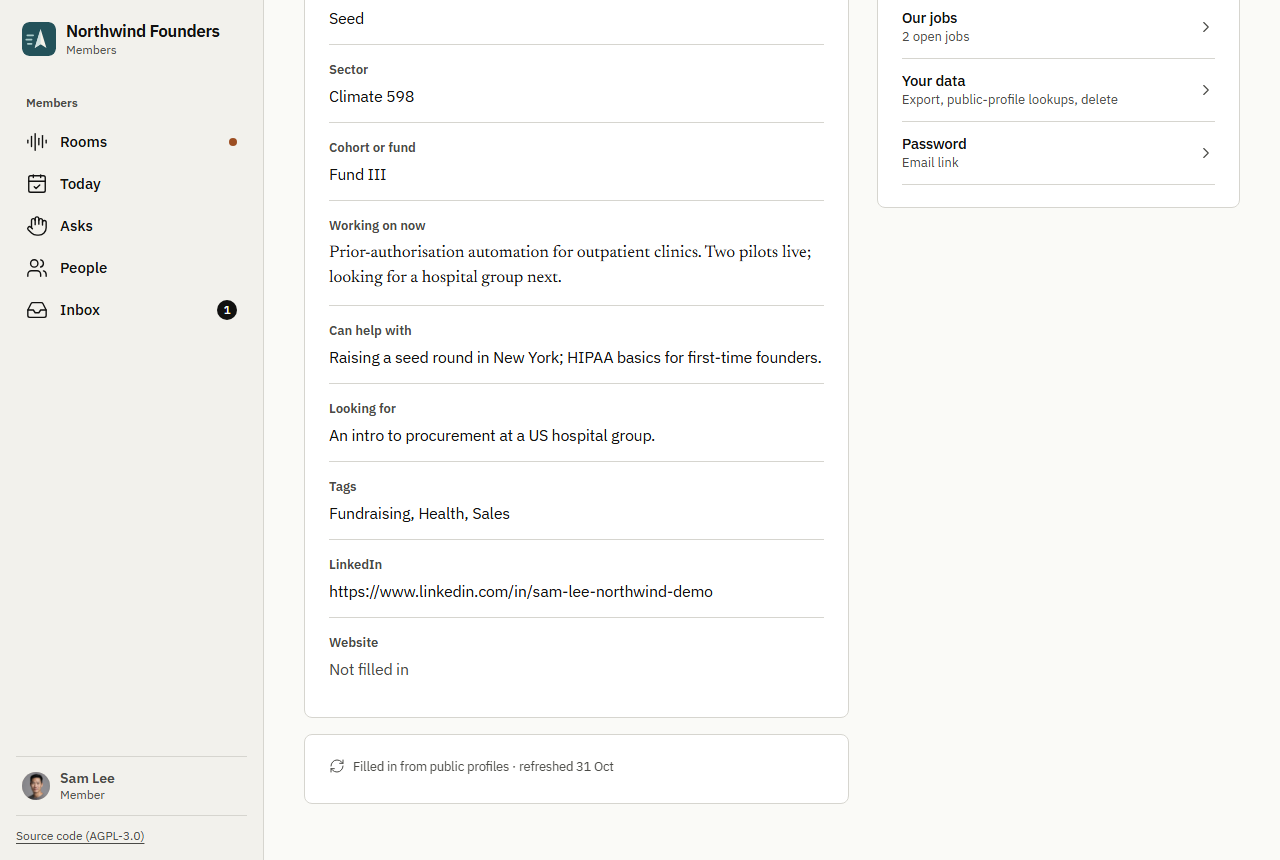 Northwind Founders
Members
Members
Rooms
Today
Asks
People
Inbox
1
Sam Lee
Member
Source code (AGPL-3.0)
Seed
Sector
Climate 598
Cohort or fund
Fund III
Working on now
Prior-authorisation automation for outpatient clinics. Two pilots live;
looking for a hospital group next.
Can help with
Raising a seed round in New York; HIPAA basics for first-time founders.
Looking for
An intro to procurement at a US hospital group.
Tags
Fundraising, Health, Sales
LinkedIn
https://www.linkedin.com/in/sam-lee-northwind-demo
Website
Not filled in
Filled in from public profiles · refreshed 31 Oct
Our jobs
2 open jobs
Your data
Export, public-profile lookups, delete
Password
Email link